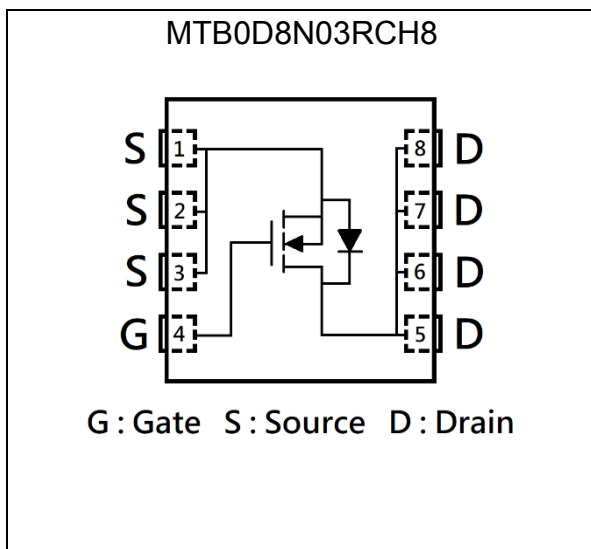 MTB0D8N03RCH8
S 1 8 D
S 2 7 D
S 3 6 D
G 4 5 D
G : Gate S : Source D : Drain